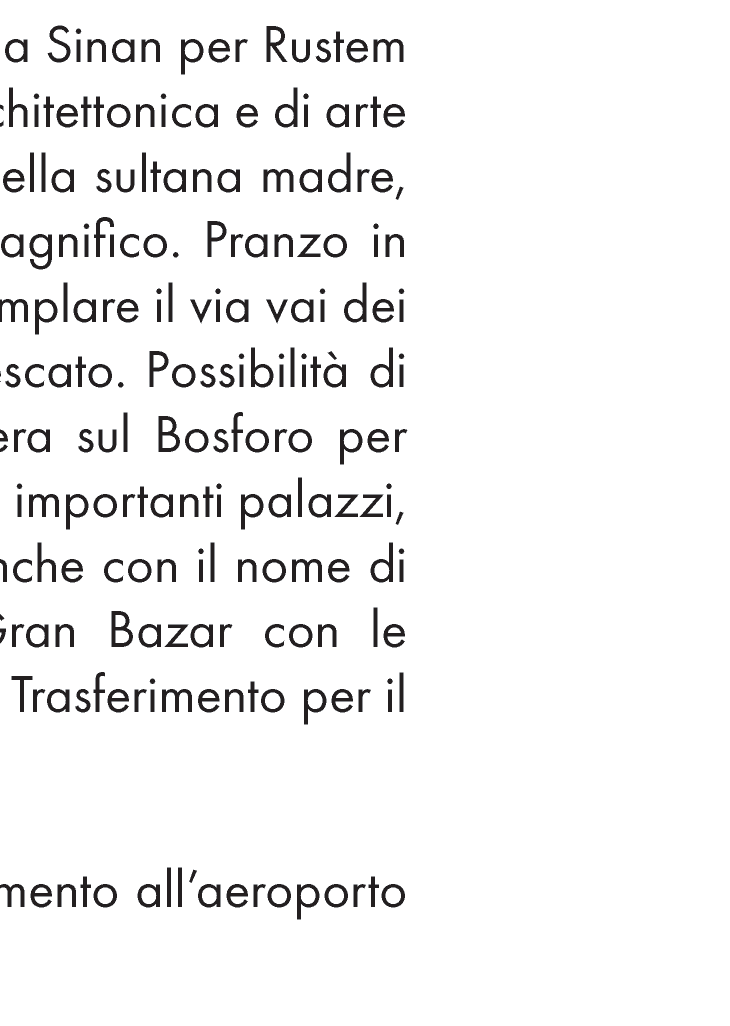 a Sinan per Rustem
chitettonica e di arte
ella sultana madre,
agnifico. Pranzo in
mplare il via vai dei
escato. Possibilità di
era sul Bosforo per
importanti palazzi,
nche con il nome di
Gran Bazar con le
Trasferimento per il
mento all’aeroporto